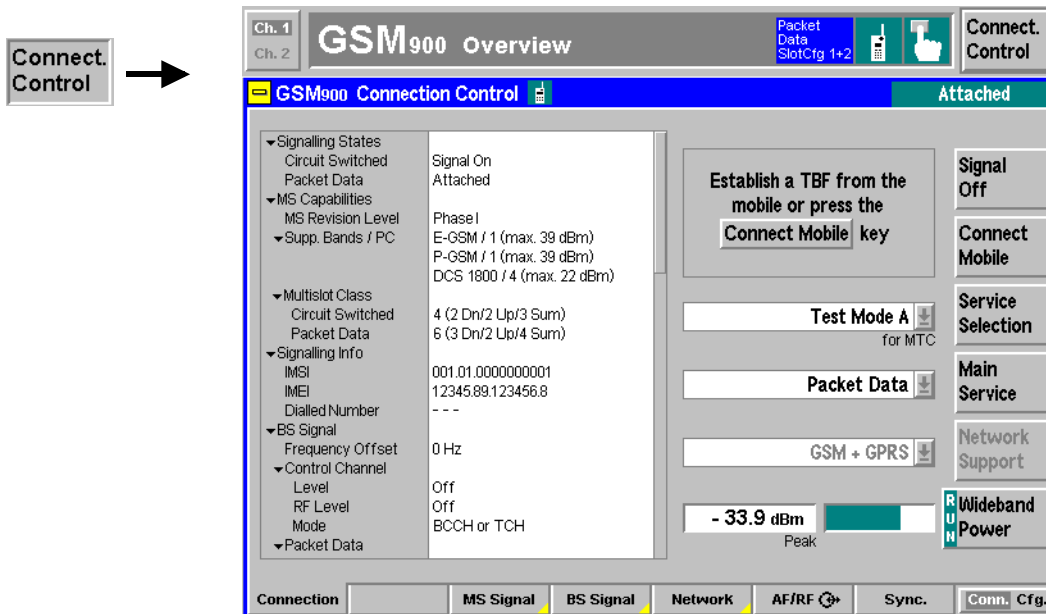 Connect.
Control
Ch. 1
Ch. 2
GSM900 Overview
Packet
Data
SlotCfg 1+2
Connect.
Control
GSM900 Connection Control
Attached
Signalling States
Circuit Switched Signal On
Packet Data Attached
MS Capabilities
MS Revision Level Phase I
Supp. Bands / PC E-GSM / 1 (max. 39 dBm)
P-GSM / 1 (max. 39 dBm)
DCS 1800 / 4 (max. 22 dBm)
Multislot Class
Circuit Switched 4 (2 Dn/2 Up/3 Sum)
Packet Data 6 (3 Dn/2 Up/4 Sum)
Signalling Info
IMSI 001.01.0000000001
IMEI 12345.89.123456.8
Dialled Number - - -
BS Signal
Frequency Offset 0 Hz
Control Channel
Level Off
RF Level Off
Mode BCCH or TCH
Packet Data
Establish a TBF from the
mobile or press the
Connect Mobile key
Test Mode A
for MTC
Packet Data
GSM + GPRS
- 33.9 dBm
Peak
Signal
Off
Connect
Mobile
Service
Selection
Main
Service
Network
Support
RUN
Wideband
Power
Connection MS Signal BS Signal Network AF/RF Sync. Conn. Cfg.